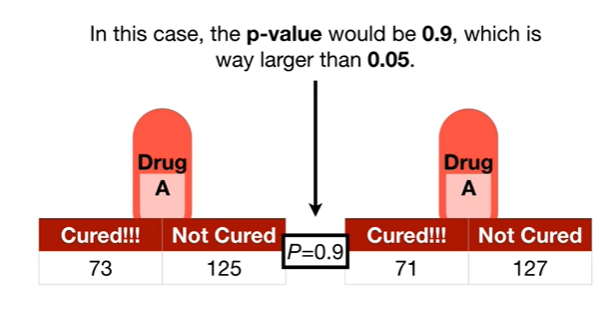 In this case, the p-value would be 0.9, which is
way larger than 0.05.
Drug
A
Drug
A
Cured!!! Not Cured
73 125
P=0.9
Cured!!! Not Cured
71 127